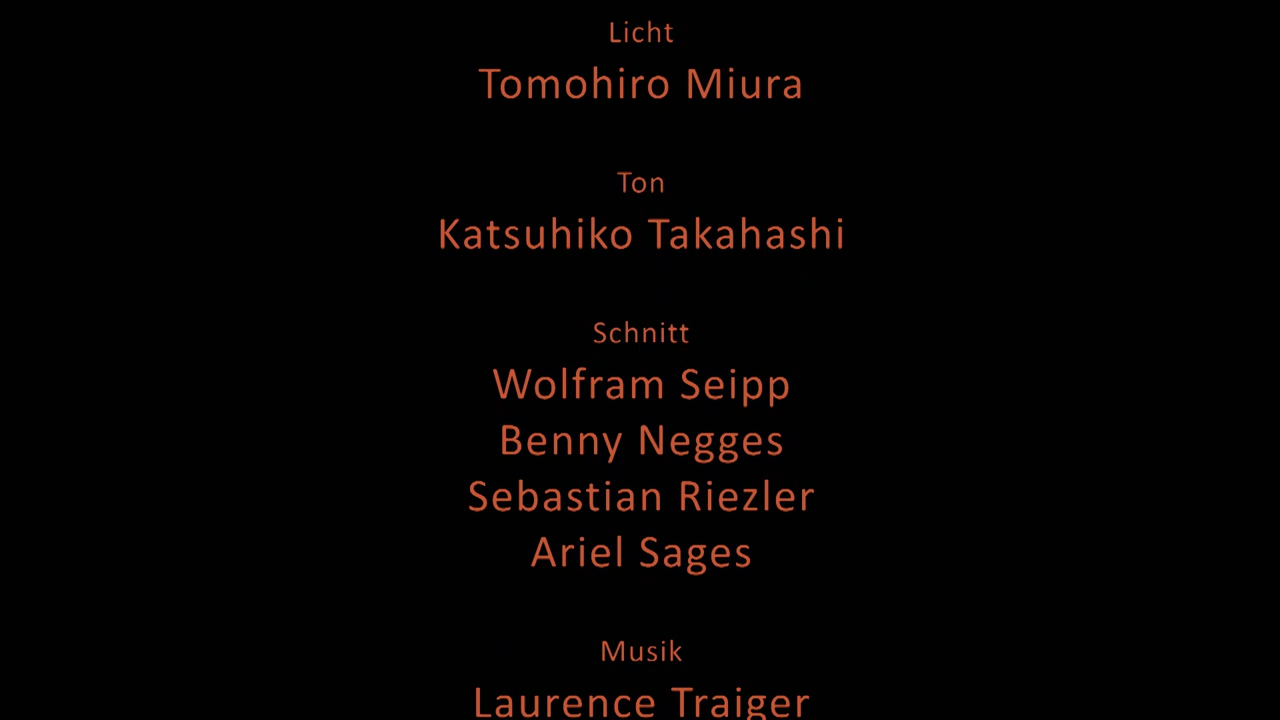 Licht
Tomohiro Miura
Ton
Katsuhiko Takahashi
Schnitt
Wolfram Seipp
Benny Negges
Sebastian Riezler
Ariel Sages
Musik
Laurence Traiger